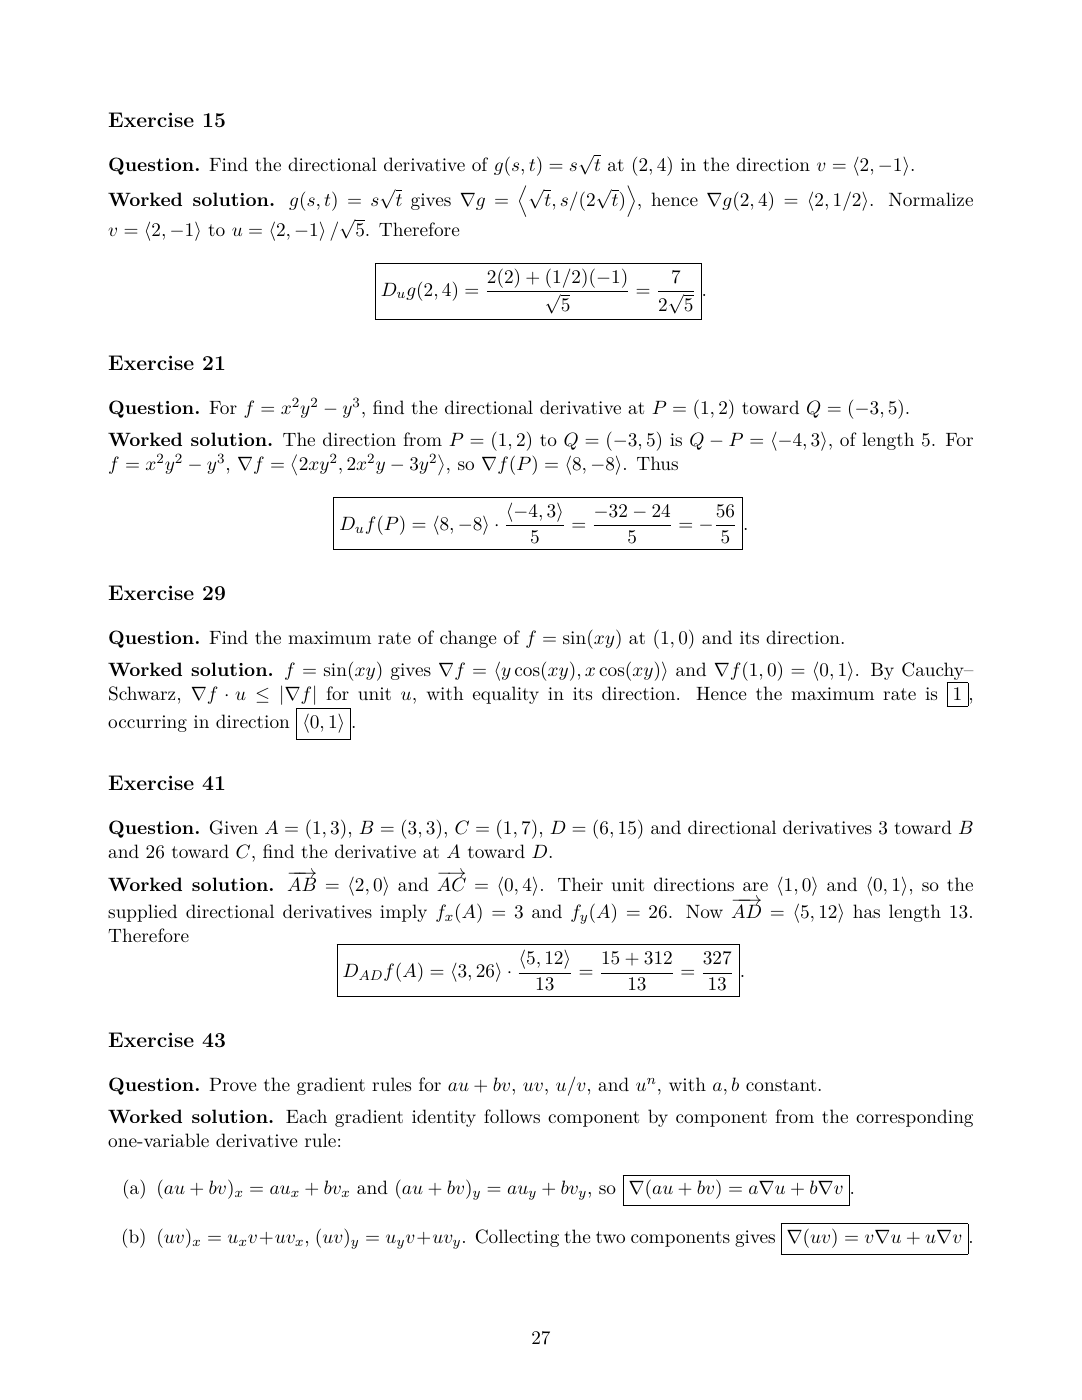 Exercise 15
Question. Find the directional derivative of g(s, t) = s√t at (2, 4) in the direction v = ⟨2, −1⟩.
Worked solution. g(s, t) = s√t gives ∇g = ⟨√t, s/(2√t)⟩, hence ∇g(2, 4) = ⟨2, 1/2⟩. Normalize
v = ⟨2, −1⟩ to u = ⟨2, −1⟩ /√5. Therefore
D_u g(2, 4) = (2(2) + (1/2)(−1))/√5 = 7/(2√5).
Exercise 21
Question. For f = x²y² − y³, find the directional derivative at P = (1, 2) toward Q = (−3, 5).
Worked solution. The direction from P = (1, 2) to Q = (−3, 5) is Q − P = ⟨−4, 3⟩, of length 5. For
f = x²y² − y³, ∇f = ⟨2xy², 2x²y − 3y²⟩, so ∇f(P) = ⟨8, −8⟩. Thus
D_u f(P) = ⟨8, −8⟩ · ⟨−4, 3⟩/5 = (−32 − 24)/5 = −56/5.
Exercise 29
Question. Find the maximum rate of change of f = sin(xy) at (1, 0) and its direction.
Worked solution. f = sin(xy) gives ∇f = ⟨y cos(xy), x cos(xy)⟩ and ∇f(1, 0) = ⟨0, 1⟩. By Cauchy–
Schwarz, ∇f · u ≤ |∇f| for unit u, with equality in its direction. Hence the maximum rate is 1,
occurring in direction ⟨0, 1⟩.
Exercise 41
Question. Given A = (1, 3), B = (3, 3), C = (1, 7), D = (6, 15) and directional derivatives 3 toward B
and 26 toward C, find the derivative at A toward D.
Worked solution. A⃗B⃗ = ⟨2, 0⟩ and A⃗C⃗ = ⟨0, 4⟩. Their unit directions are ⟨1, 0⟩ and ⟨0, 1⟩, so the
supplied directional derivatives imply f_x(A) = 3 and f_y(A) = 26. Now A⃗D⃗ = ⟨5, 12⟩ has length 13.
Therefore
D_AD f(A) = ⟨3, 26⟩ · ⟨5, 12⟩/13 = (15 + 312)/13 = 327/13.
Exercise 43
Question. Prove the gradient rules for au + bv, uv, u/v, and uⁿ, with a, b constant.
Worked solution. Each gradient identity follows component by component from the corresponding
one-variable derivative rule:
(a) (au + bv)_x = au_x + bv_x and (au + bv)_y = au_y + bv_y, so ∇(au + bv) = a∇u + b∇v.
(b) (uv)_x = u_x v+uv_x, (uv)_y = u_y v+uv_y. Collecting the two components gives ∇(uv) = v∇u + u∇v.
27